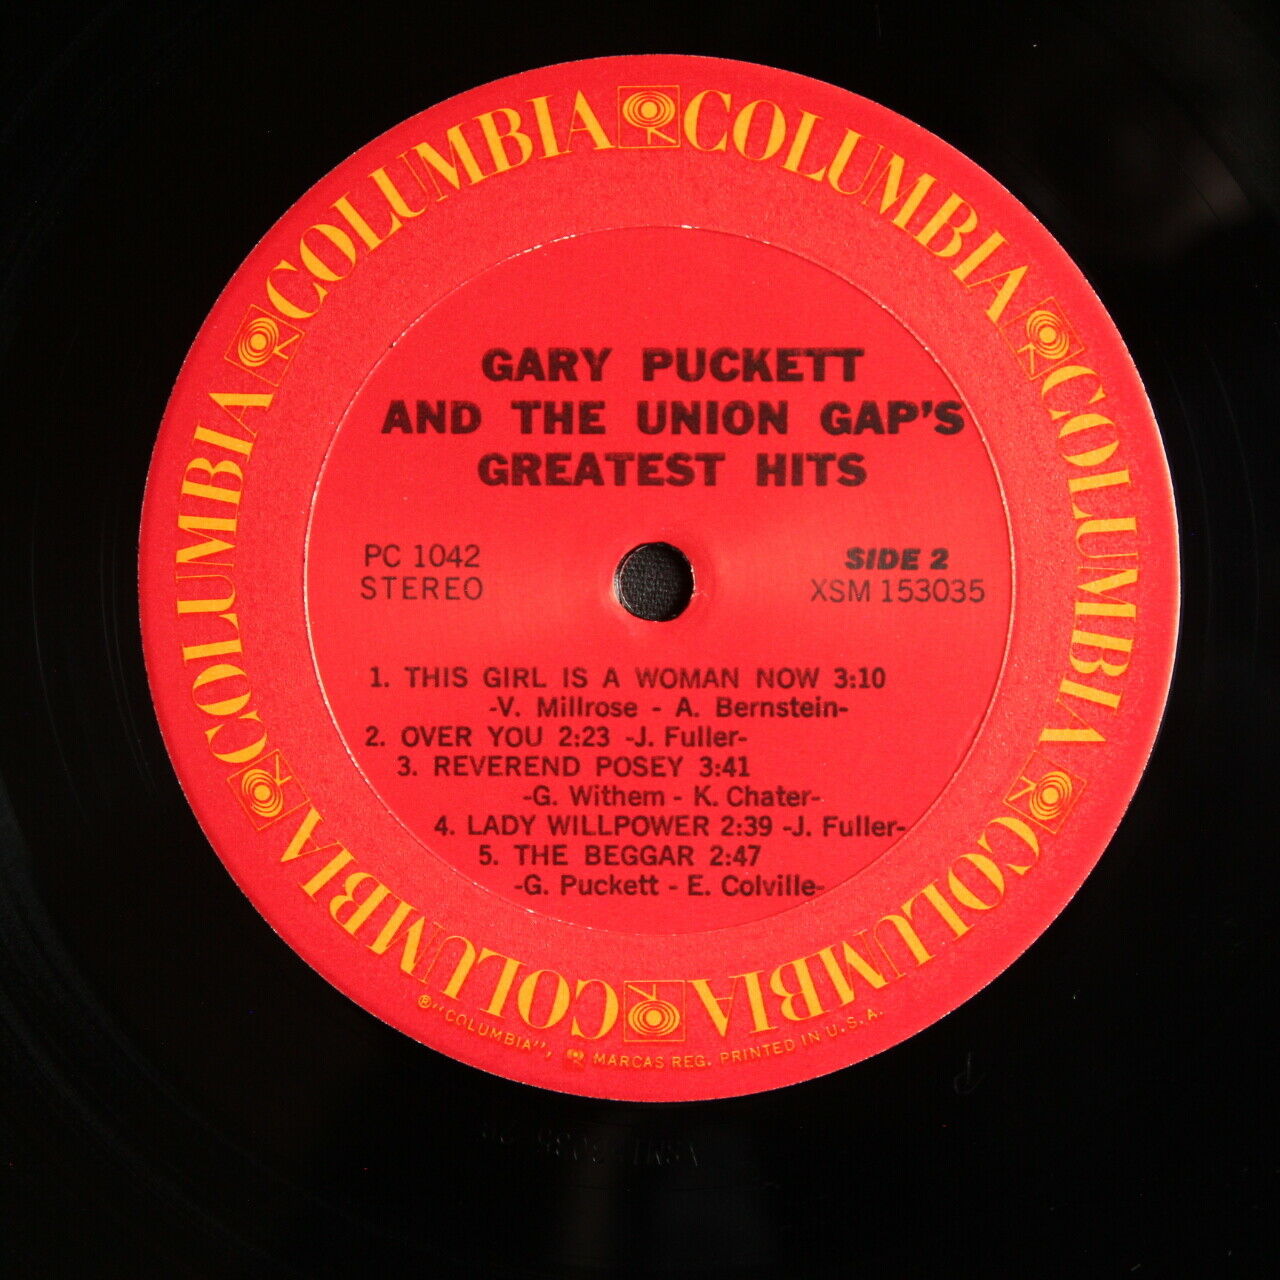 COLUMBIA COLUMBIA COLUMBIA COLUMBIA COLUMBIA COLUMBIA
GARY PUCKETT
AND THE UNION GAP'S
GREATEST HITS
PC 1042
STEREO
SIDE 2
XSM 153035
1. THIS GIRL IS A WOMAN NOW 3:10
-V. Millrose - A. Bernstein-
2. OVER YOU 2:23 -J. Fuller-
3. REVEREND POSEY 3:41
-G. Withem - K. Chater-
4. LADY WILLPOWER 2:39 -J. Fuller-
5. THE BEGGAR 2:47
-G. Puckett - E. Colville-
®"COLUMBIA", MARCAS REG. PRINTED IN U.S.A.